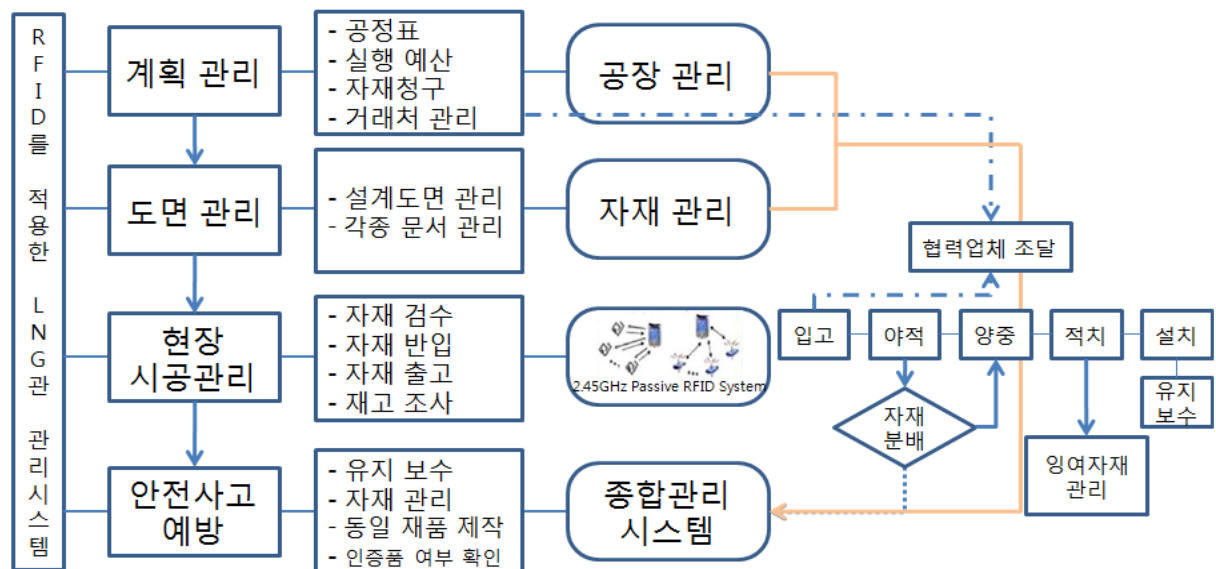 RFID를 적용한 LNG관 관리시스템
계획 관리
- 공정표
- 실행 예산
- 자재청구
- 거래처 관리
공장 관리
도면 관리
- 설계도면 관리
- 각종 문서 관리
자재 관리
협력업체 조달
현장
시공관리
- 자재 검수
- 자재 반입
- 자재 출고
- 재고 조사
2.45GHz Passive RFID System
입고
야적
양중
적치
설치
유지
보수
자재
분배
잉여자재
관리
안전사고
예방
- 유지 보수
- 자재 관리
- 동일 재품 제작
- 인증품 여부 확인
종합관리
시스템